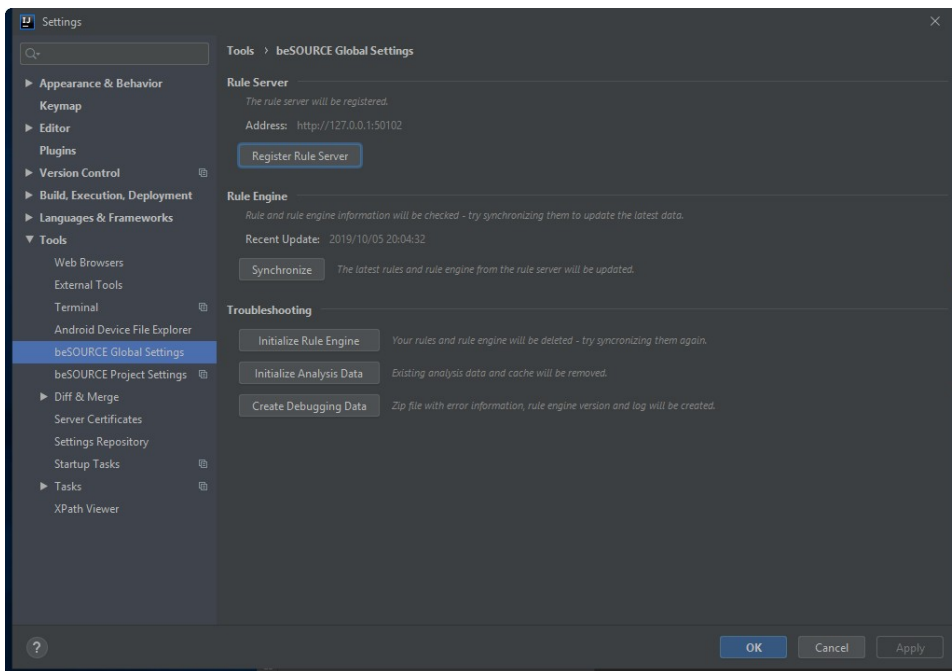 Settings
Appearance & Behavior
Keymap
Editor
Plugins
Version Control
Build, Execution, Deployment
Languages & Frameworks
Tools
Web Browsers
External Tools
Terminal
Android Device File Explorer
beSOURCE Global Settings
beSOURCE Project Settings
Diff & Merge
Server Certificates
Settings Repository
Startup Tasks
Tasks
XPath Viewer
Tools › beSOURCE Global Settings
Rule Server
The rule server will be registered.
Address: http://127.0.0.1:50102
Register Rule Server
Rule Engine
Rule and rule engine information will be checked - try synchronizing them to update the latest data.
Recent Update: 2019/10/05 20:04:32
Synchronize The latest rules and rule engine from the rule server will be updated.
Troubleshooting
Initialize Rule Engine Your rules and rule engine will be deleted - try syncronizing them again.
Initialize Analysis Data Existing analysis data and cache will be removed.
Create Debugging Data Zip file with error information, rule engine version and log will be created.
? OK Cancel Apply